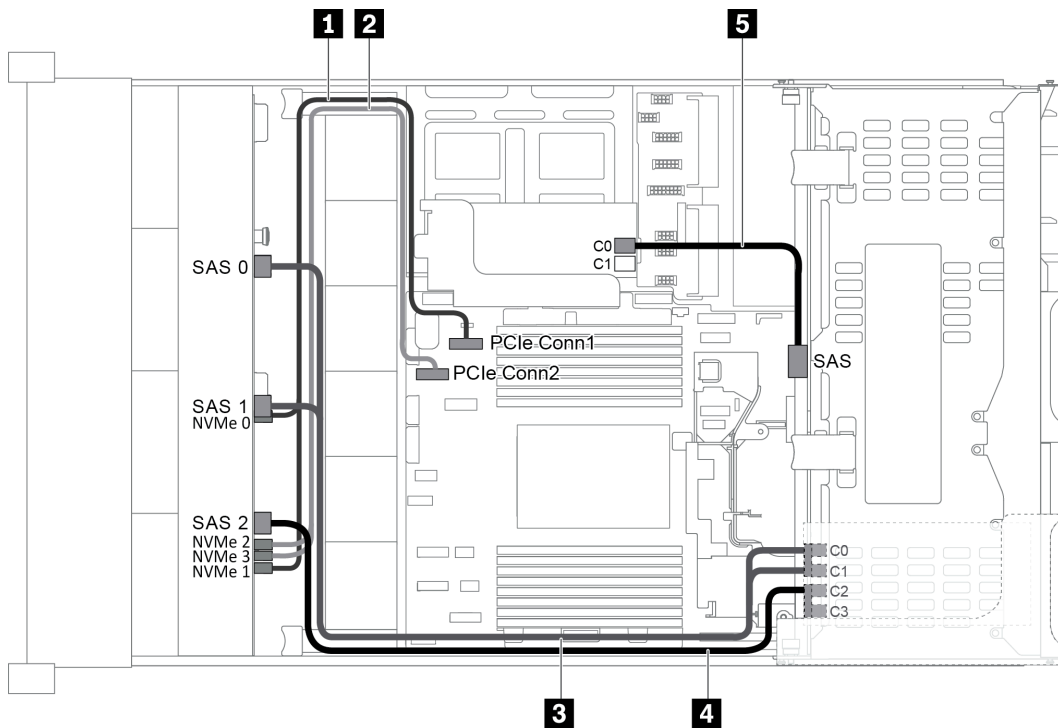 1
2
5
SAS 0
C0
C1
PCIe Conn1
SAS
PCIe Conn2
SAS 1
NVMe 0
SAS 2
NVMe 2
NVMe 3
NVMe 1
C0
C1
C2
C3
3
4